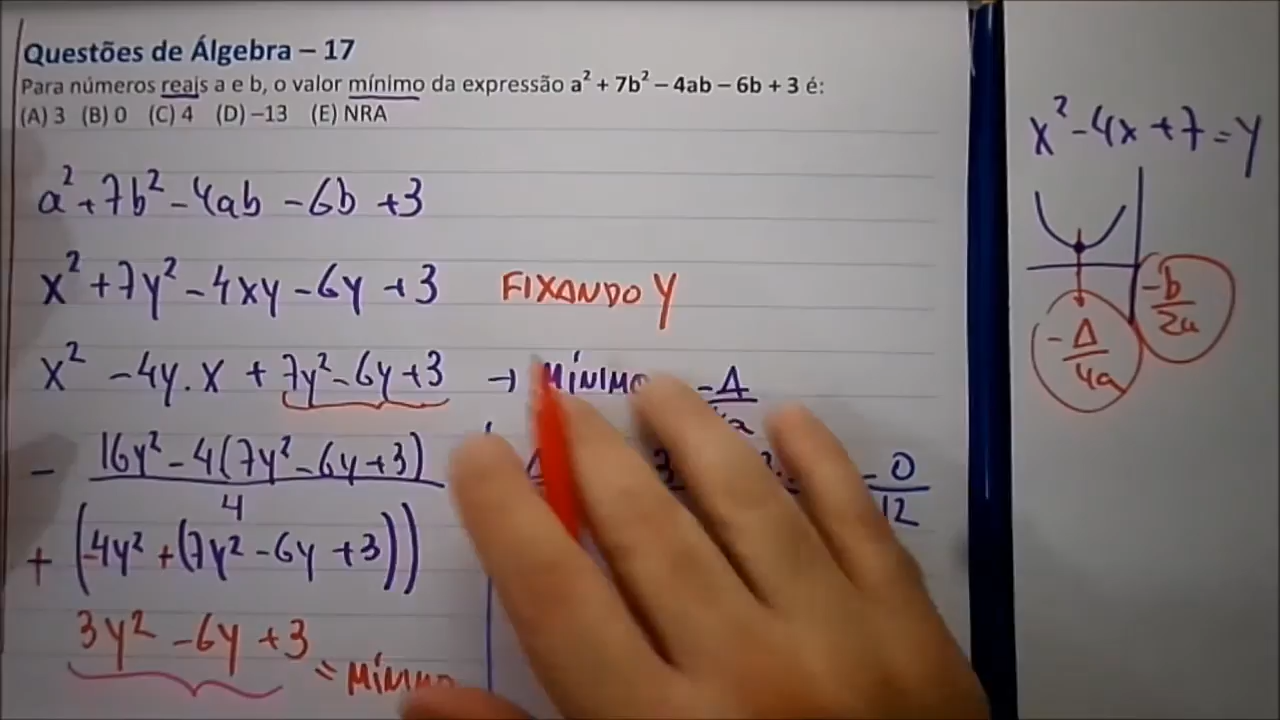 Questões de Álgebra – 17
Para números reais a e b, o valor mínimo da expressão a² + 7b² – 4ab – 6b + 3 é:
(A) 3 (B) 0 (C) 4 (D) –13 (E) NRA
a² + 7b² - 4ab - 6b + 3
x² + 7y² - 4xy - 6y + 3 FIXANDO Y
x² - 4y.x + 7y² - 6y + 3 → MÍNIMO -Δ
- 16y² - 4(7y² - 6y + 3)
4
-0
12
+ (-4y² + (7y² - 6y + 3))
3y² - 6y + 3 = MÍNIMO
x² - 4x + 7 = y
-b
2a
-Δ
4a